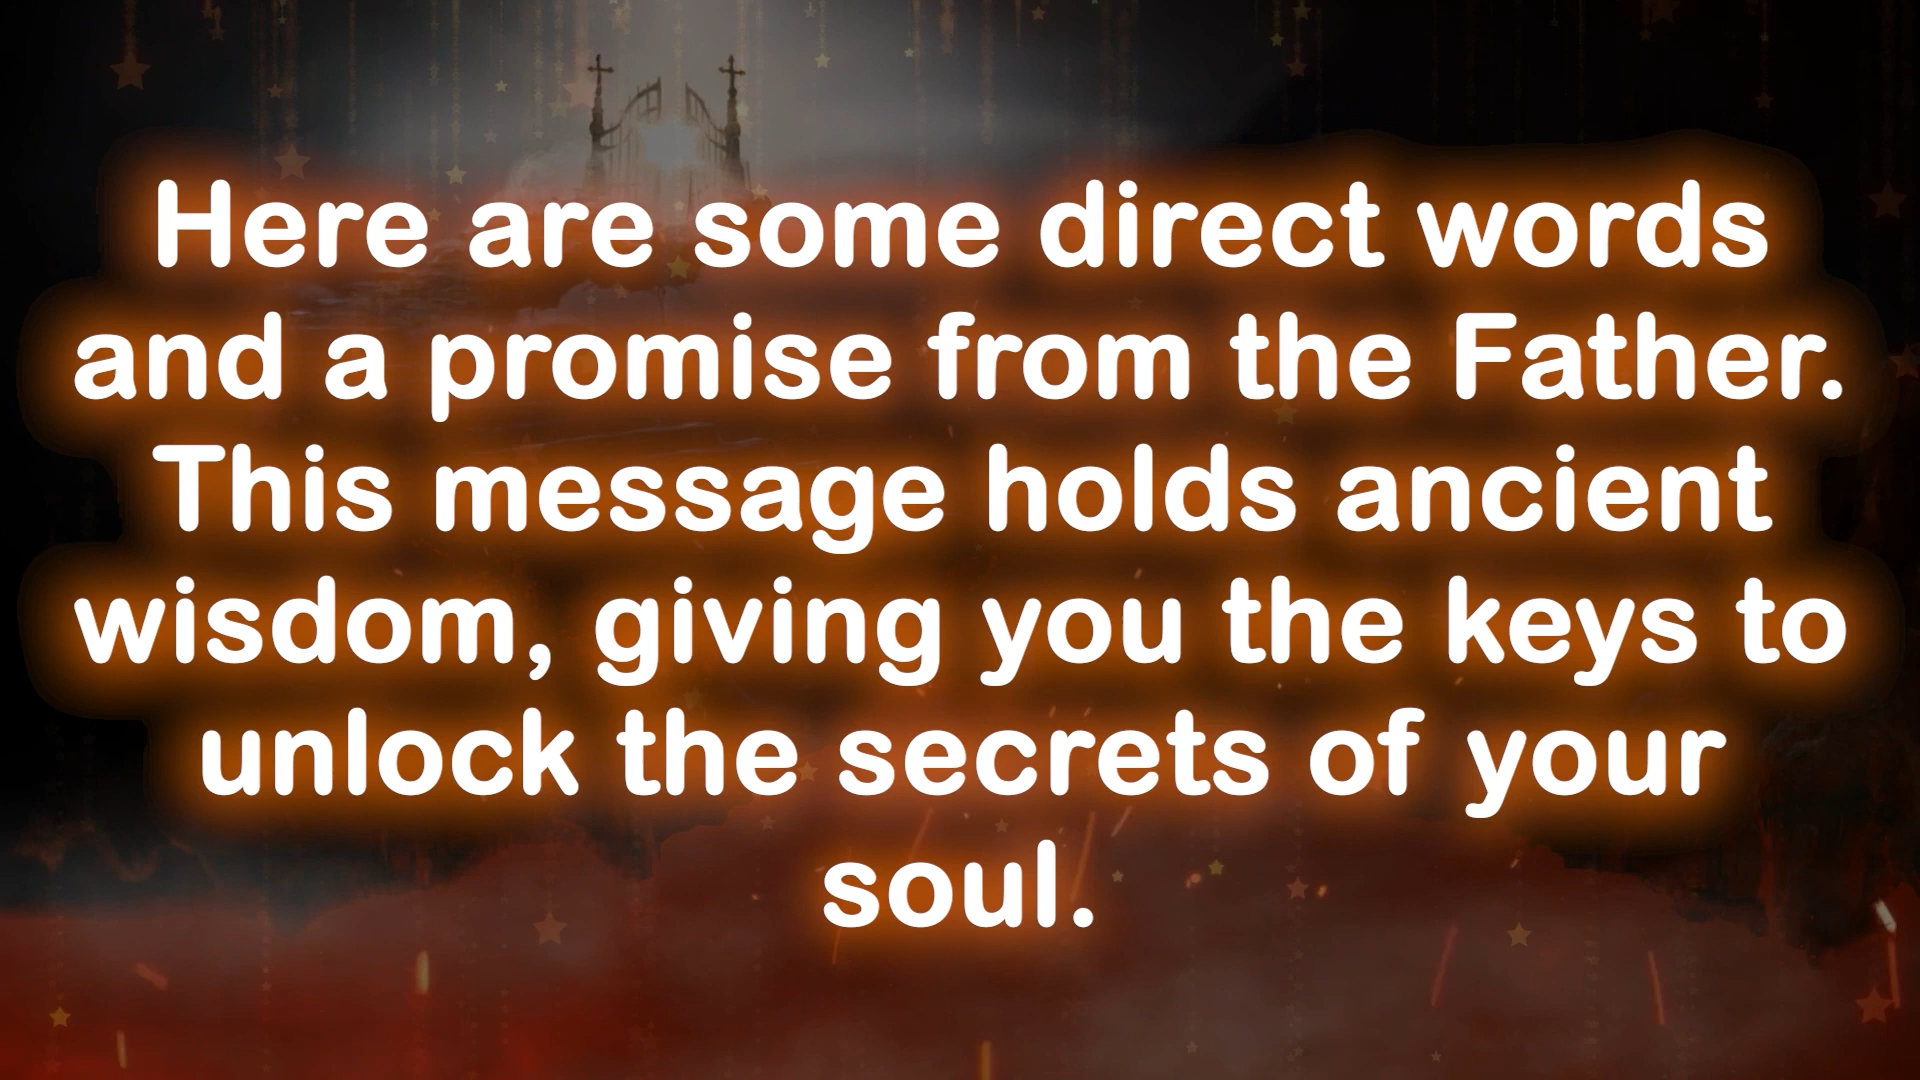 Here are some direct words
and a promise from the Father.
This message holds ancient
wisdom, giving you the keys to
unlock the secrets of your
soul.